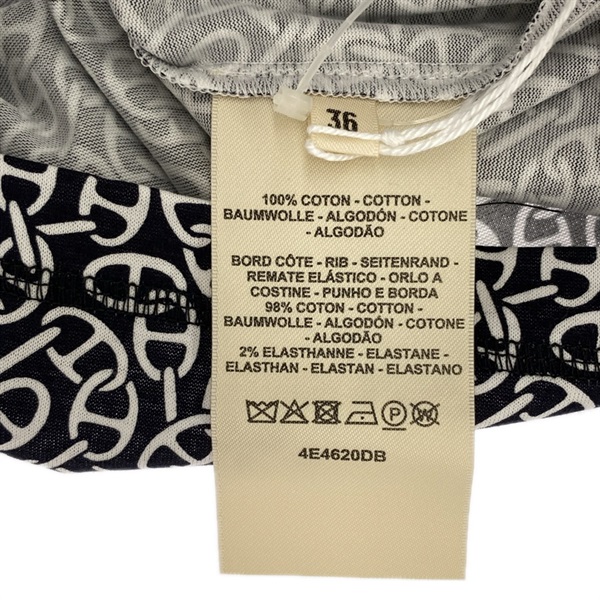 36
100% COTON - COTTON -
BAUMWOLLE - ALGODÓN - COTONE
- ALGODÃO
BORD CÔTE - RIB - SEITENRAND -
REMATE ELÁSTICO - ORLO A
COSTINE - PUNHO E BORDA
98% COTON - COTTON -
BAUMWOLLE - ALGODÓN - COTONE
- ALGODÃO
2% ELASTHANNE - ELASTANE -
ELASTHAN - ELASTAN - ELASTANO
P W
4E4620DB